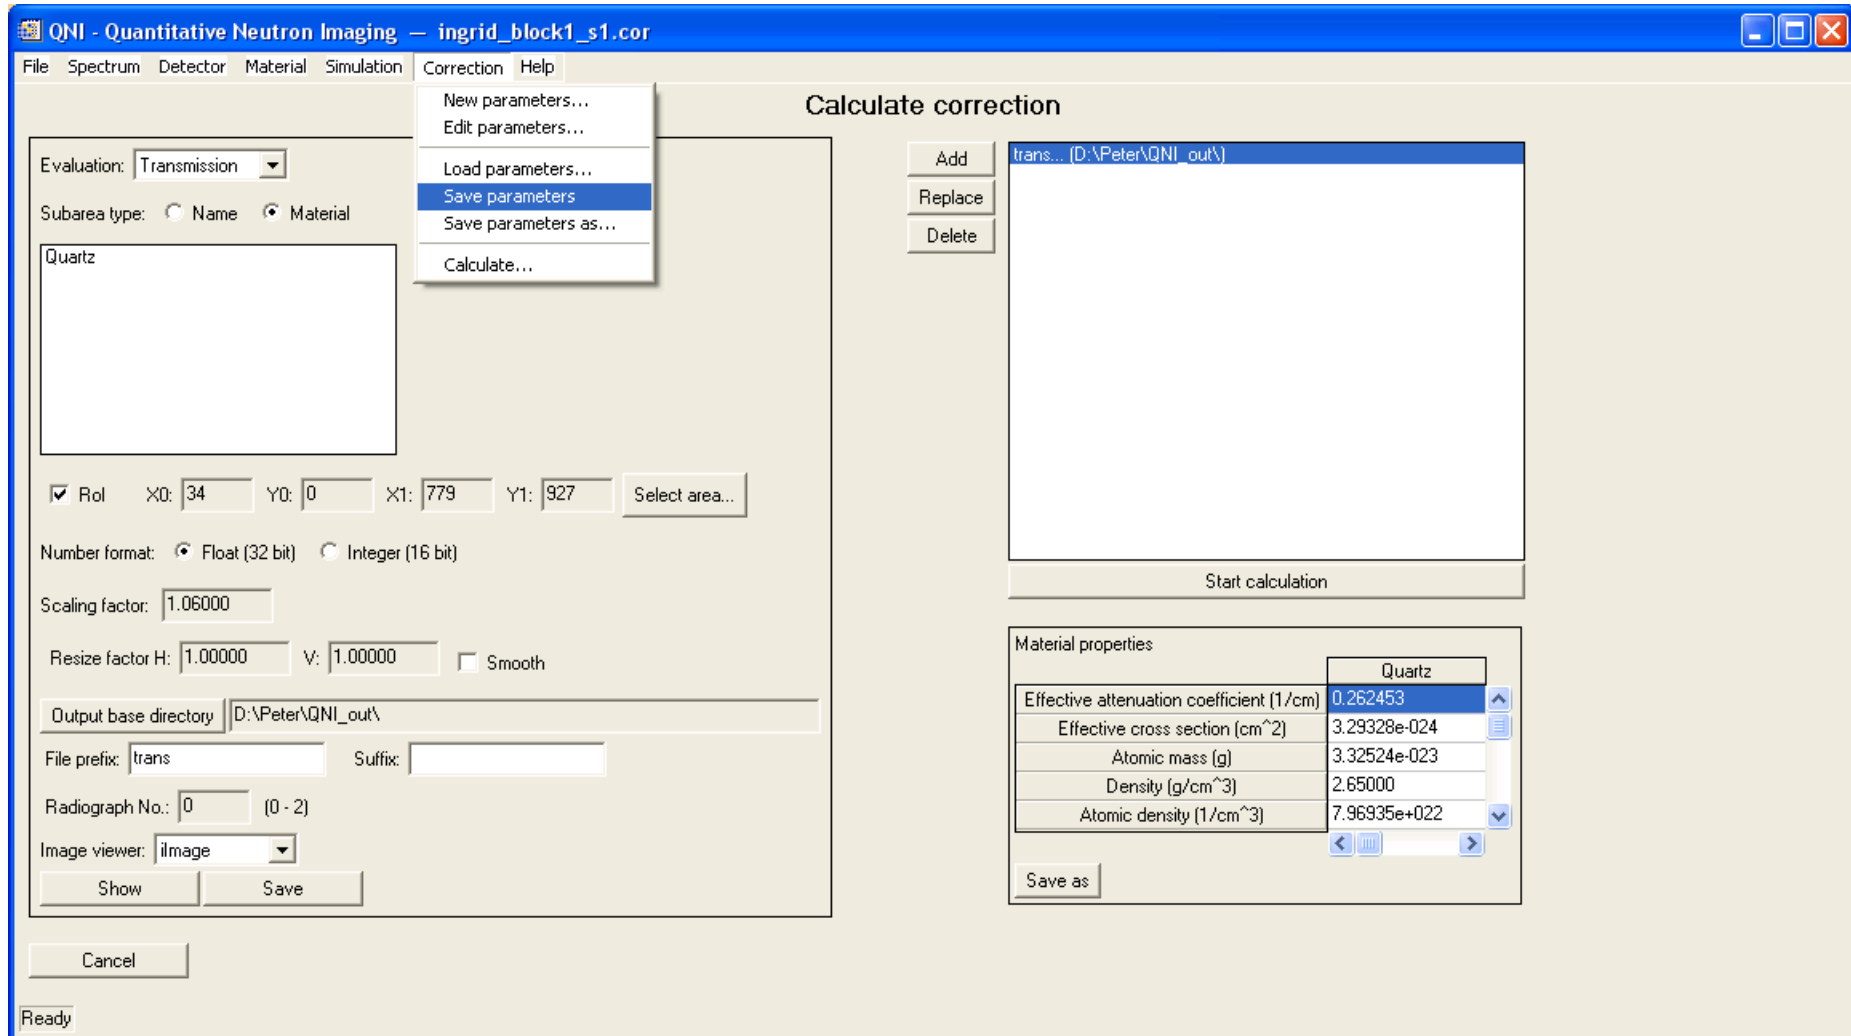 QNI - Quantitative Neutron Imaging — ingrid_block1_s1.cor
File Spectrum Detector Material Simulation Correction Help
New parameters...
Edit parameters...
Load parameters...
Save parameters
Save parameters as...
Calculate...
Calculate correction
Evaluation: Transmission
Subarea type: Name Material
Quartz
RoI X0: 34 Y0: 0 X1: 779 Y1: 927 Select area...
Number format: Float (32 bit) Integer (16 bit)
Scaling factor: 1.06000
Resize factor H: 1.00000 V: 1.00000 Smooth
Output base directory D:\Peter\QNI_out\
File prefix: trans Suffix:
Radiograph No.: 0 (0 - 2)
Image viewer: iImage
Show Save
Cancel
Ready
Add
Replace
Delete
trans... (D:\Peter\QNI_out\)
Start calculation
Material properties
Quartz
Effective attenuation coefficient (1/cm) 0.262453
Effective cross section (cm^2) 3.29328e-024
Atomic mass (g) 3.32524e-023
Density (g/cm^3) 2.65000
Atomic density (1/cm^3) 7.96935e+022
Save as